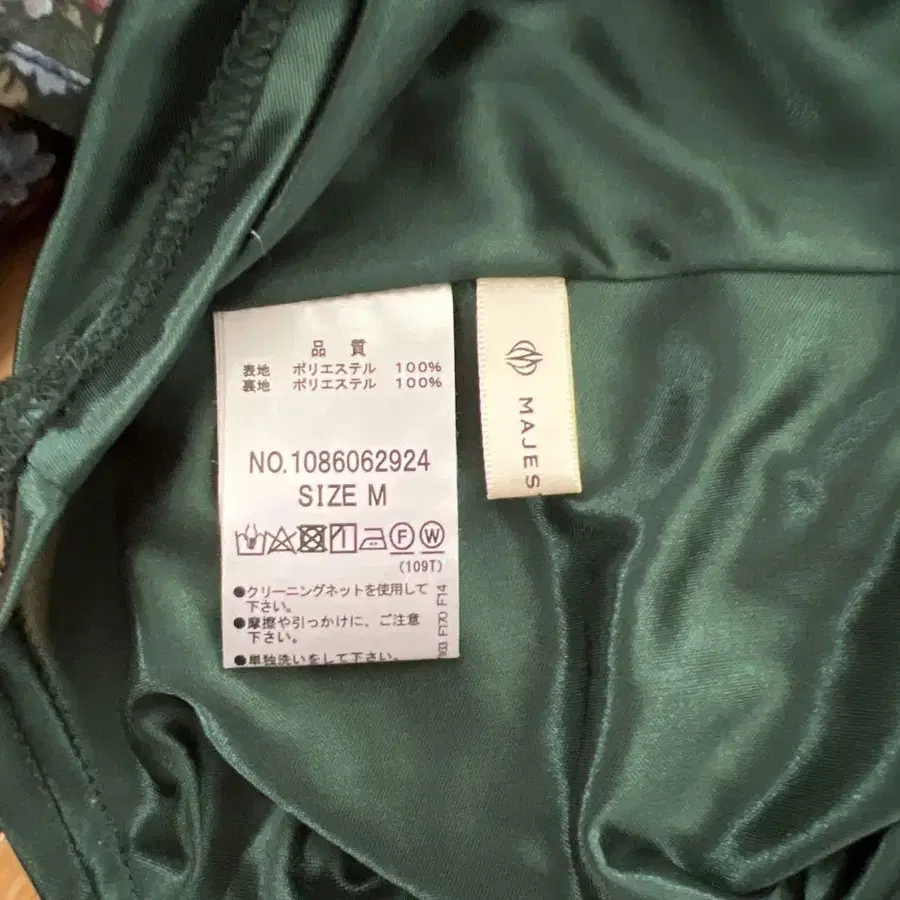 品質
表地 ポリエステル 100%
裏地 ポリエステル 100%
NO.1086062924
SIZE M
F W
(109T)
●クリーニングネットを使用して
下さい。
●摩擦や引っかけに、ご注意
下さい。
●単独洗いをして下さい。
F170 F14
MAJES